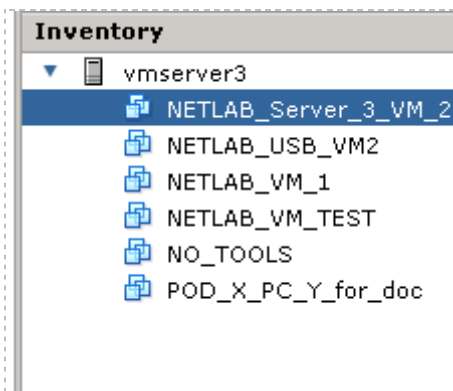 Inventory
vmserver3
NETLAB_Server_3_VM_2
NETLAB_USB_VM2
NETLAB_VM_1
NETLAB_VM_TEST
NO_TOOLS
POD_X_PC_Y_for_doc